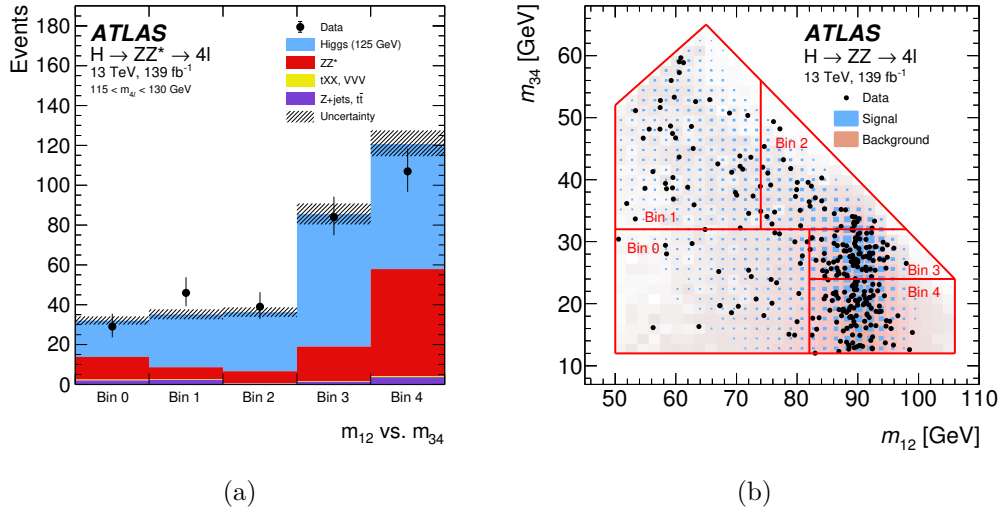 ATLAS
H → ZZ* → 4l
13 TeV, 139 fb⁻¹
115 < m₄ₗ < 130 GeV
Data
Higgs (125 GeV)
ZZ*
tXX, VVV
Z+jets, tt̄
Uncertainty
Events
180
160
140
120
100
80
60
40
20
0
Bin 0 Bin 1 Bin 2 Bin 3 Bin 4
m₁₂ vs. m₃₄
(a)
ATLAS
H → ZZ* → 4l
13 TeV, 139 fb⁻¹
Data
Signal
Background
m₃₄ [GeV]
60
50
40
30
20
10
Bin 2
Bin 1
Bin 0
Bin 3
Bin 4
50 60 70 80 90 100 110
m₁₂ [GeV]
(b)